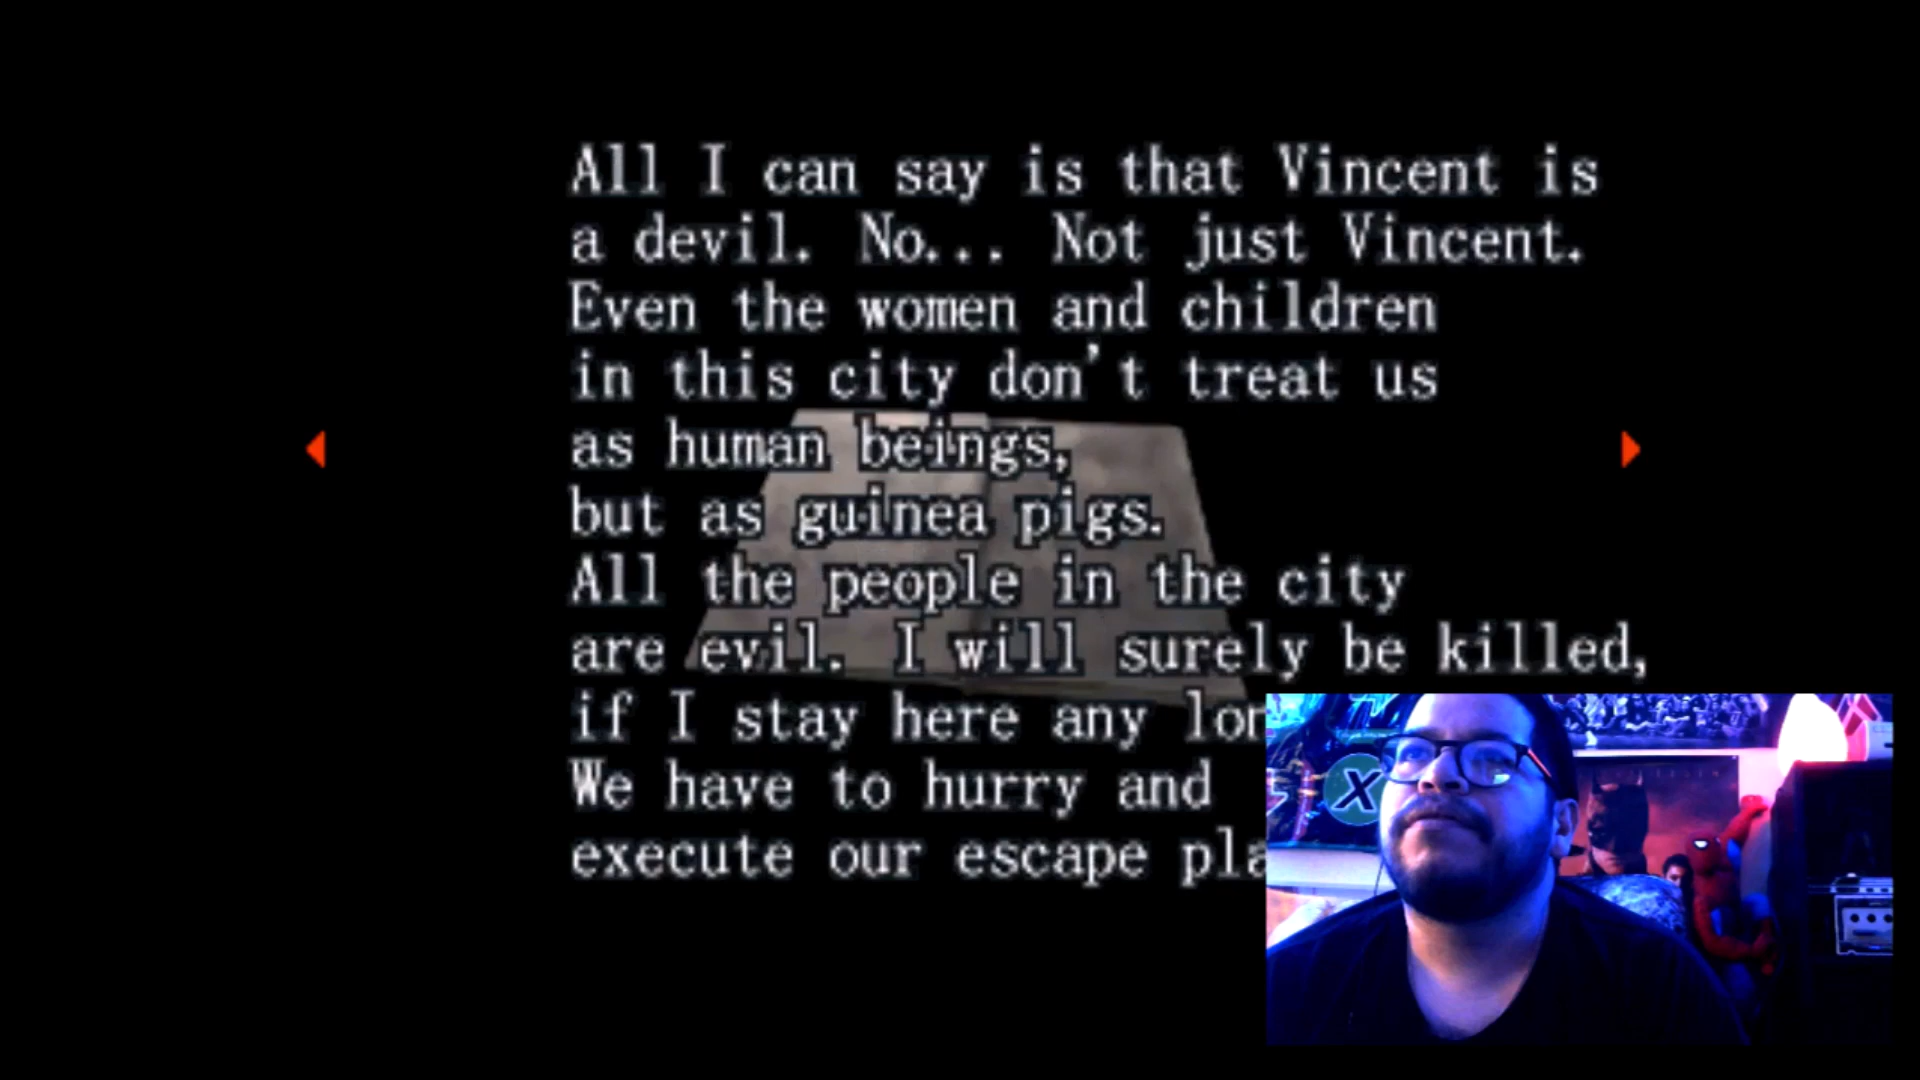 All I can say is that Vincent is
a devil. No... Not just Vincent.
Even the women and children
in this city don't treat us
as human beings,
but as guinea pigs.
All the people in the city
are evil. I will surely be killed,
if I stay here any
We have to hurry and
execute our escape
X